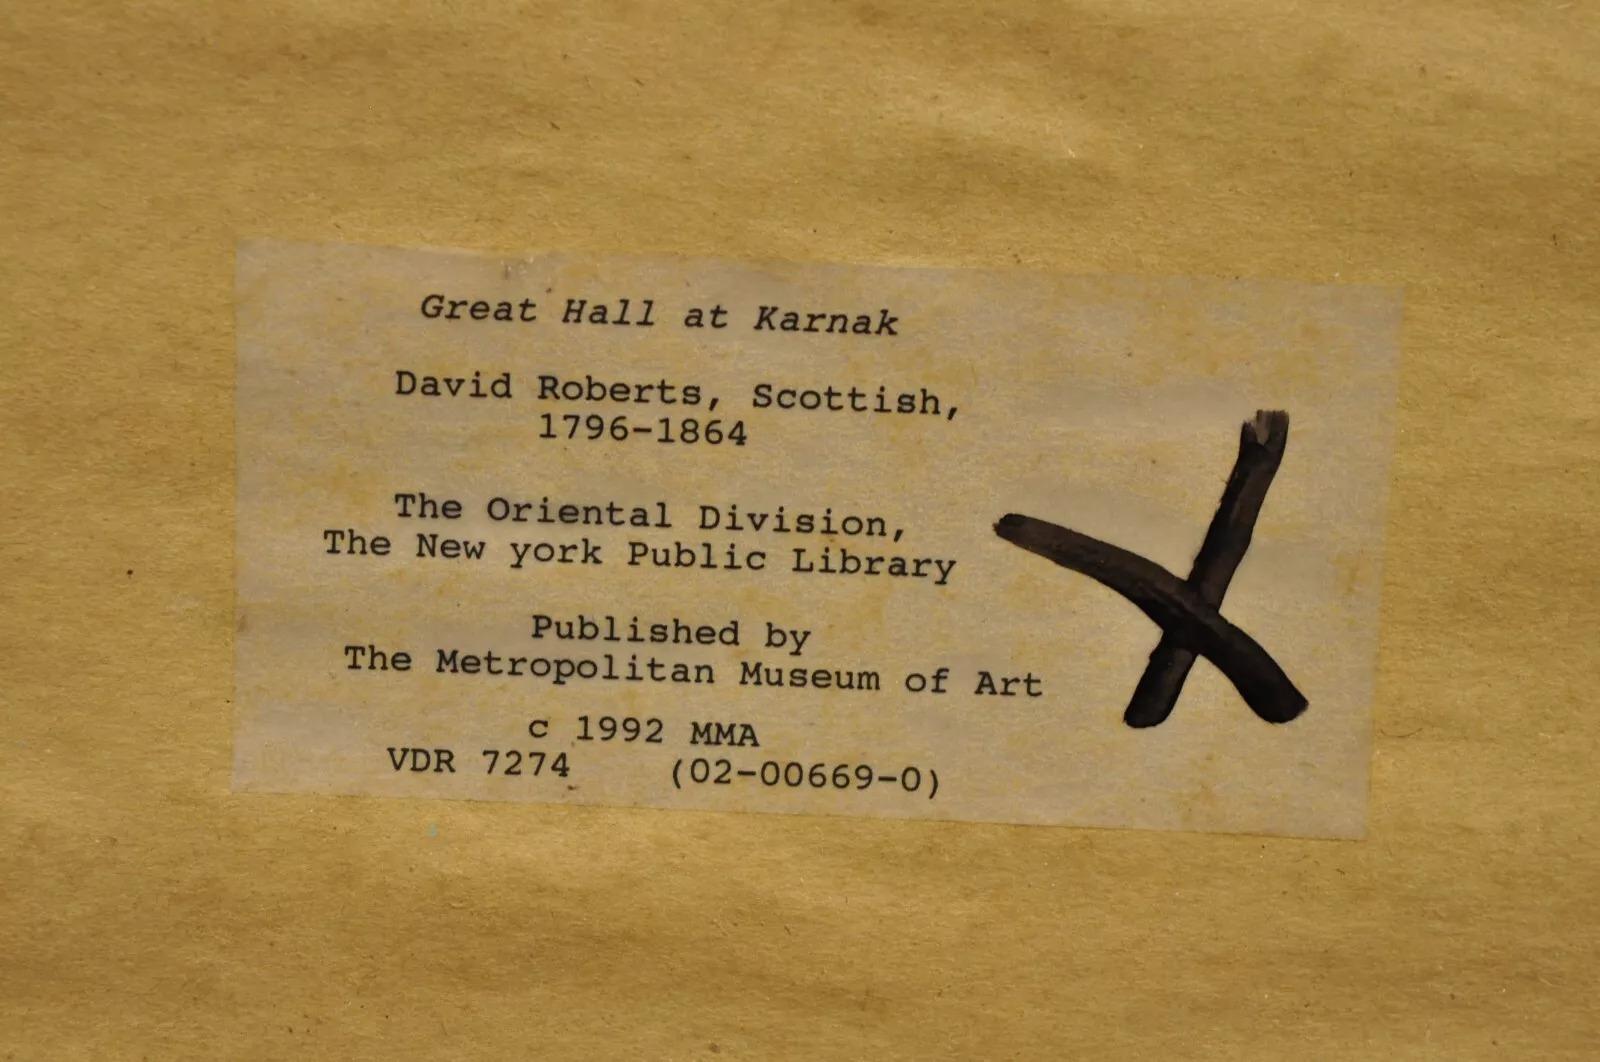 Great Hall at Karnak
David Roberts, Scottish,
1796-1864
The Oriental Division,
The New york Public Library
Published by
The Metropolitan Museum of Art
c 1992 MMA
VDR 7274 (02-00669-0)